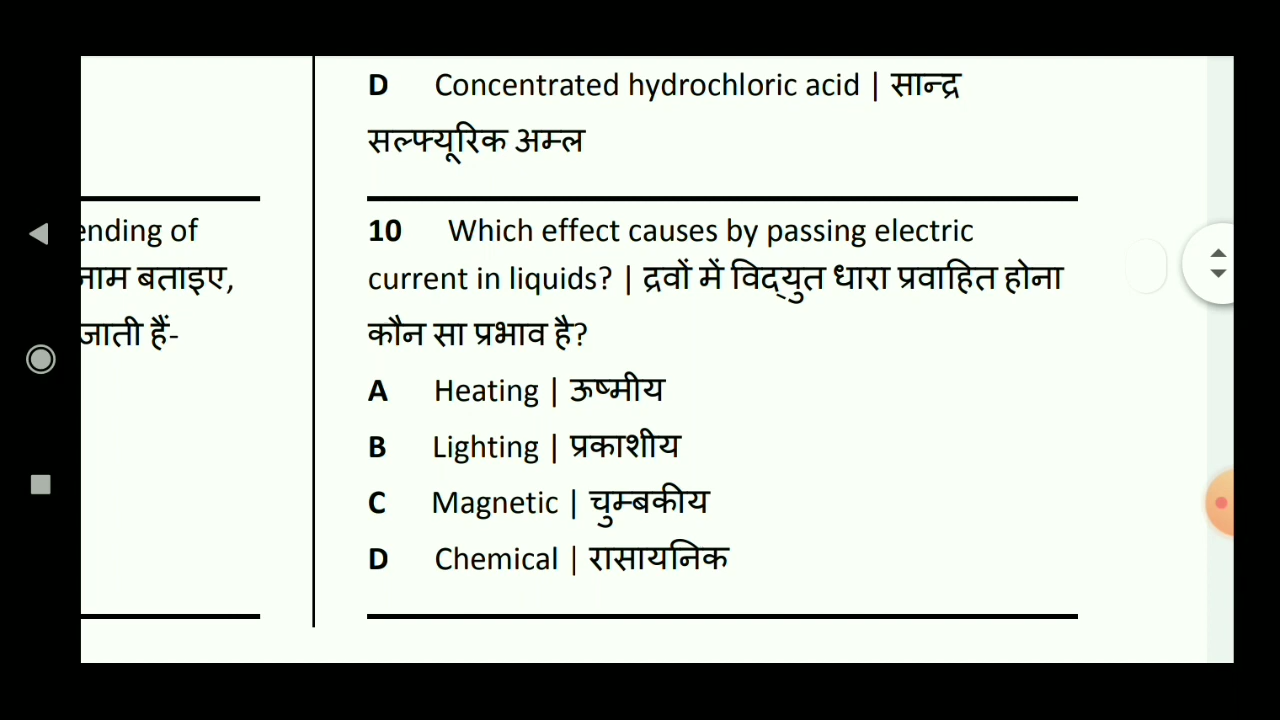 D Concentrated hydrochloric acid | सान्द्र
सल्फ्यूरिक अम्ल
ending of
नाम बताइए,
जाती हैं-
10 Which effect causes by passing electric
current in liquids? | द्रवों में विद्युत धारा प्रवाहित होना
कौन सा प्रभाव है?
A Heating | ऊष्मीय
B Lighting | प्रकाशीय
C Magnetic | चुम्बकीय
D Chemical | रासायनिक